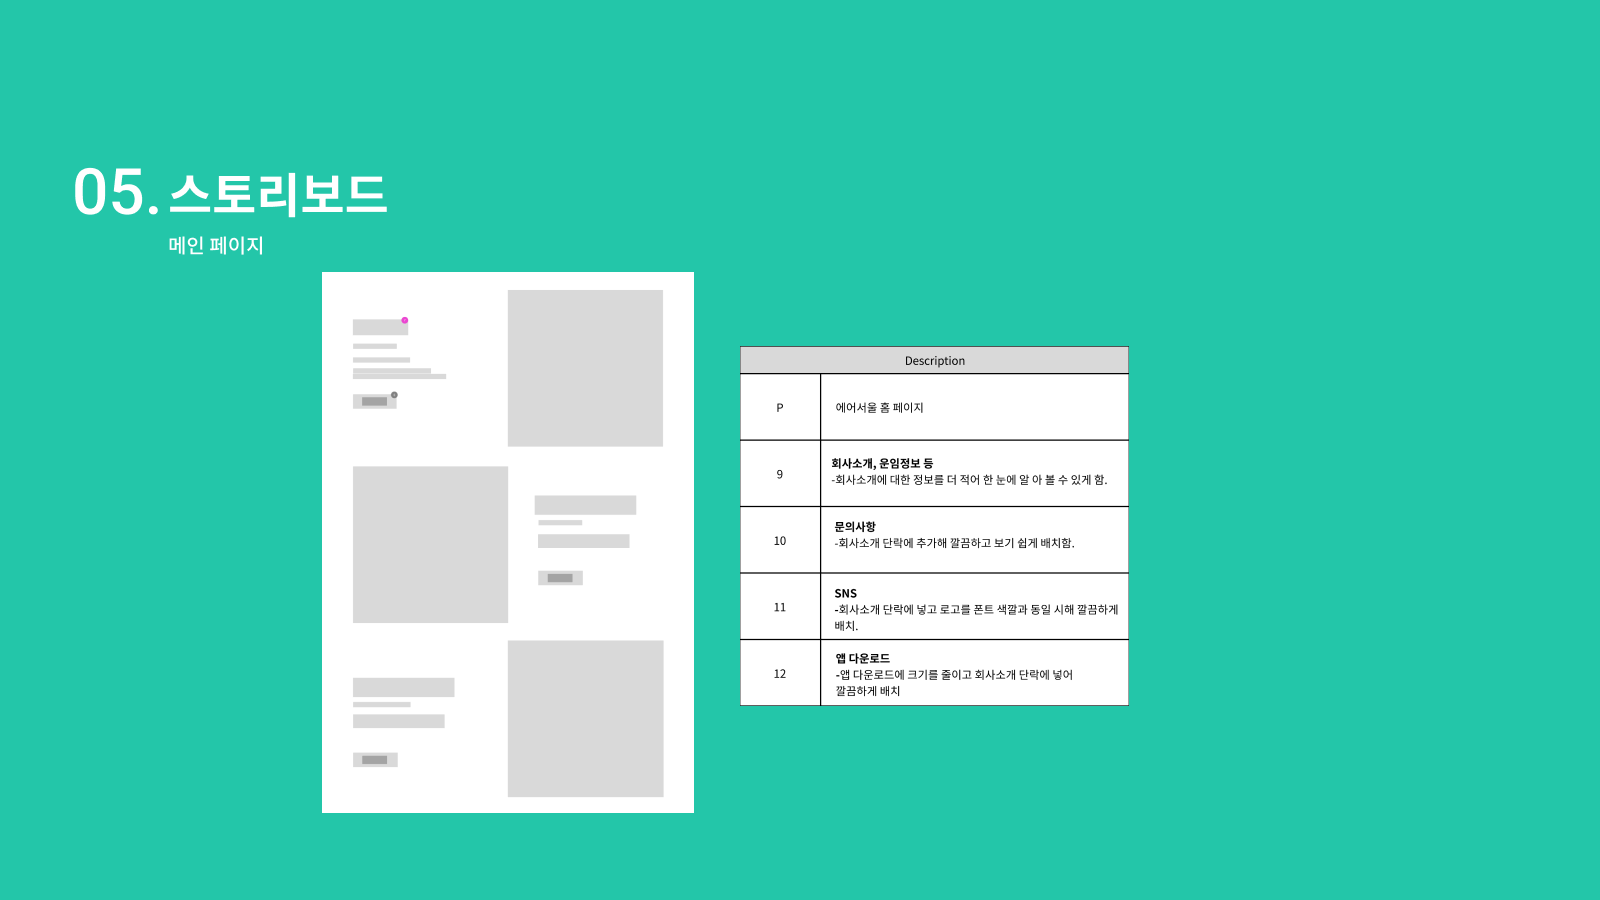 05. 스토리보드
메인 페이지
Description
P
에어서울 홈 페이지
9
회사소개, 운임정보 등
-회사소개에 대한 정보를 더 적어 한 눈에 알 아 볼 수 있게 함.
10
문의사항
-회사소개 단락에 추가해 깔끔하고 보기 쉽게 배치함.
11
SNS
-회사소개 단락에 넣고 로고를 폰트 색깔과 동일 시해 깔끔하게
배치.
12
앱 다운로드
-앱 다운로드에 크기를 줄이고 회사소개 단락에 넣어
깔끔하게 배치